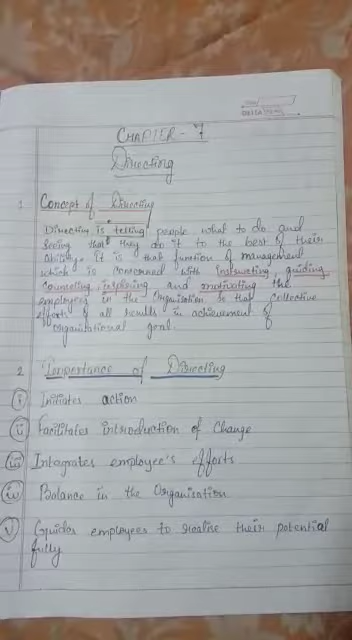 CHAPTER - 7
Directing
1. Concept of Directing
Directing is telling people what to do and
seeing that they do it to the best of their
ability. It is that function of management
which is concerned with instructing, guiding
counceling, inspiring and motivating the
employees in the Organisation so that collective
efforts of all results in achievement of
organisational goal.
2. Importance of Directing
i Initiates action
ii Facilitates introduction of Change
iii Integrates employee's efforts
iv Balance in the Organisation
v Guides employees to realise their potential
fully